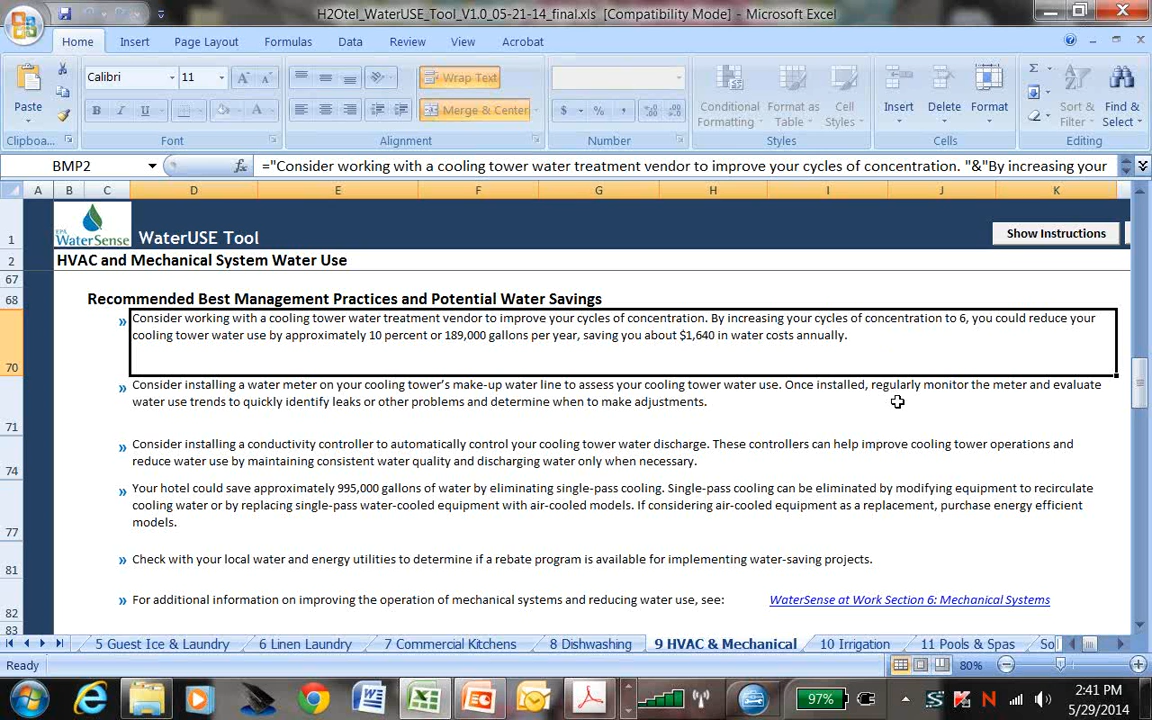 H2Otel_WaterUSE_Tool_V1.0_05-21-14_final.xls [Compatibility Mode] - Microsoft Excel
Home Insert Page Layout Formulas Data Review View Acrobat
Calibri 11 Wrap Text Σ
Paste B I U A Merge & Center $ % , Conditional Formatting Format as Table Cell Styles Insert Delete Format Sort & Filter Find & Select
Clipboa... Font Alignment Number Styles Cells Editing
BMP2 fx ="Consider working with a cooling tower water treatment vendor to improve your cycles of concentration. "&"By increasing your
A B C D E F G H I J K
1 EPA WaterSense WaterUSE Tool Show Instructions
2 HVAC and Mechanical System Water Use
67
68 Recommended Best Management Practices and Potential Water Savings
» Consider working with a cooling tower water treatment vendor to improve your cycles of concentration. By increasing your cycles of concentration to 6, you could reduce your
cooling tower water use by approximately 10 percent or 189,000 gallons per year, saving you about $1,640 in water costs annually.
70
» Consider installing a water meter on your cooling tower's make-up water line to assess your cooling tower water use. Once installed, regularly monitor the meter and evaluate
water use trends to quickly identify leaks or other problems and determine when to make adjustments.
71
» Consider installing a conductivity controller to automatically control your cooling tower water discharge. These controllers can help improve cooling tower operations and
74 reduce water use by maintaining consistent water quality and discharging water only when necessary.
» Your hotel could save approximately 995,000 gallons of water by eliminating single-pass cooling. Single-pass cooling can be eliminated by modifying equipment to recirculate
cooling water or by replacing single-pass water-cooled equipment with air-cooled models. If considering air-cooled equipment as a replacement, purchase energy efficient
77 models.
» Check with your local water and energy utilities to determine if a rebate program is available for implementing water-saving projects.
81
» For additional information on improving the operation of mechanical systems and reducing water use, see: WaterSense at Work Section 6: Mechanical Systems
82
83
5 Guest Ice & Laundry 6 Linen Laundry 7 Commercial Kitchens 8 Dishwashing 9 HVAC & Mechanical 10 Irrigation 11 Pools & Spas So
Ready 80%
97% 2:41 PM
5/29/2014